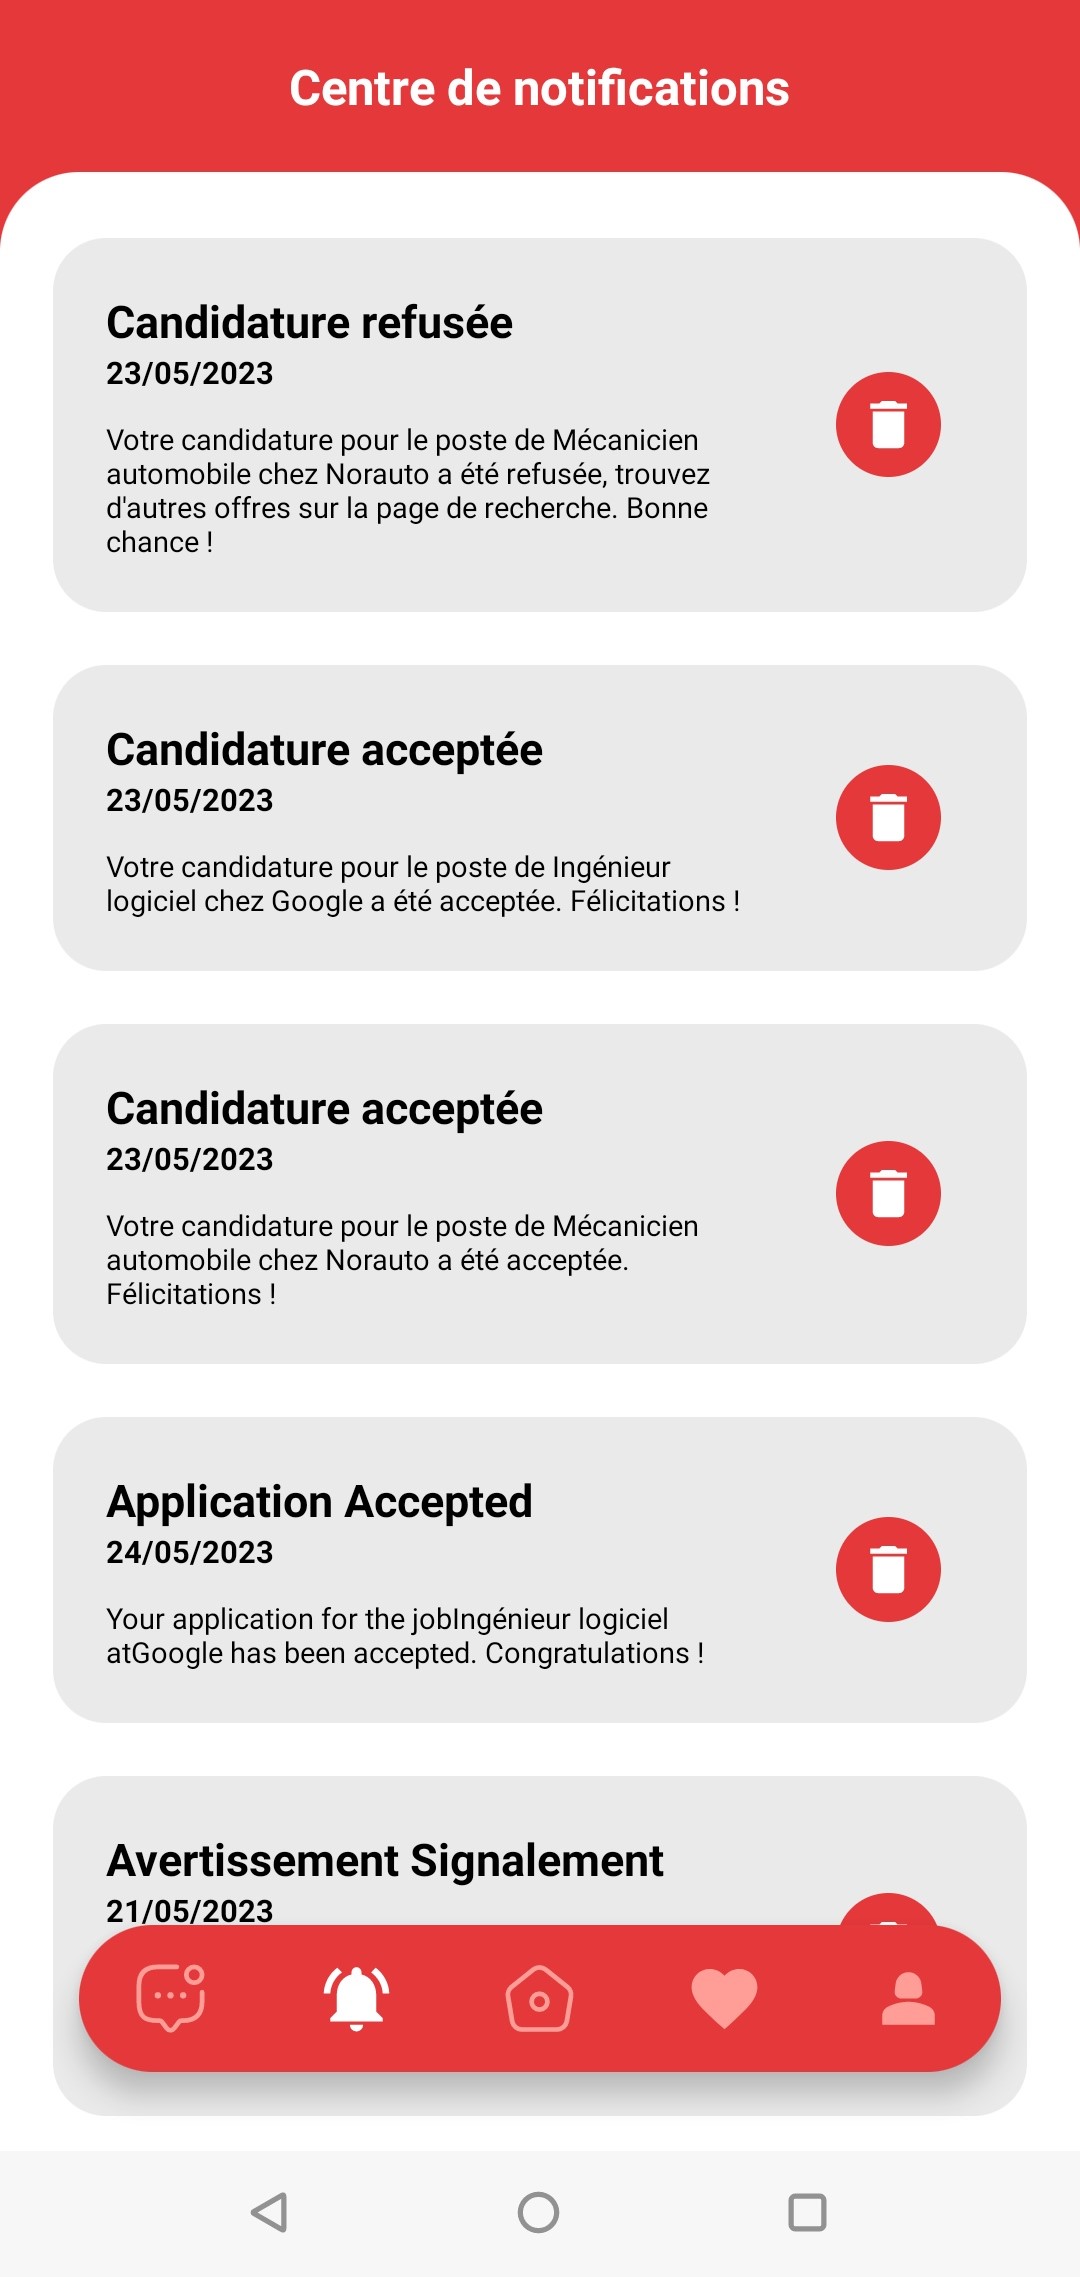 Centre de notifications
Candidature refusée
23/05/2023
Votre candidature pour le poste de Mécanicien
automobile chez Norauto a été refusée, trouvez
d'autres offres sur la page de recherche. Bonne
chance !
Candidature acceptée
23/05/2023
Votre candidature pour le poste de Ingénieur
logiciel chez Google a été acceptée. Félicitations !
Candidature acceptée
23/05/2023
Votre candidature pour le poste de Mécanicien
automobile chez Norauto a été acceptée.
Félicitations !
Application Accepted
24/05/2023
Your application for the jobIngénieur logiciel
atGoogle has been accepted. Congratulations !
Avertissement Signalement
21/05/2023